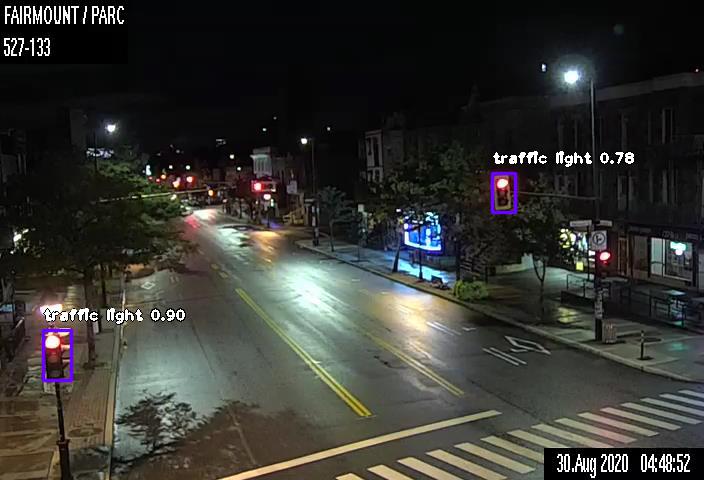 FAIRMOUNT / PARC
527-133
traffic light 0.78
traffic light 0.90
30.Aug 2020 04:48:52